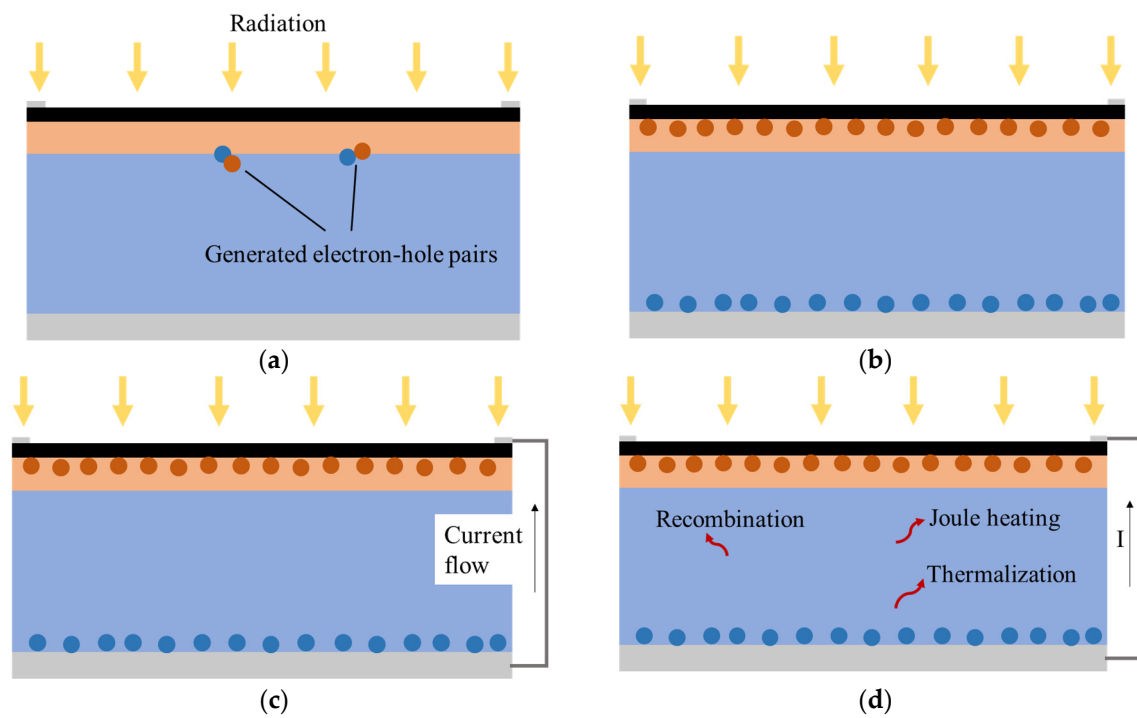 Radiation
Generated electron-hole pairs
(a)
(b)
Current
flow
(c)
Recombination
Joule heating
Thermalization
I
(d)